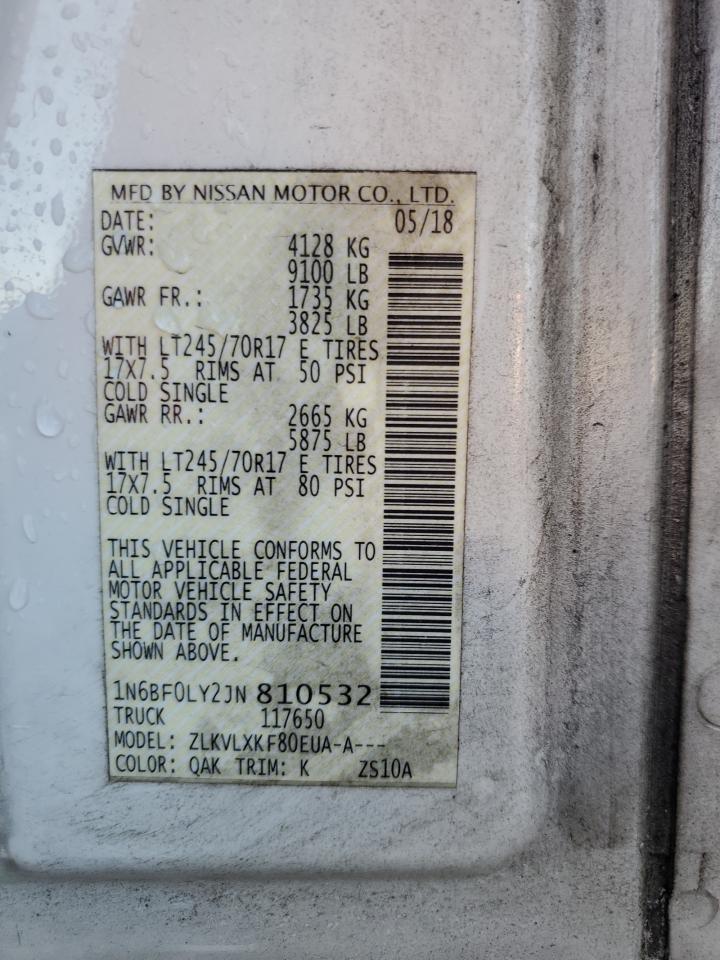 MFD BY NISSAN MOTOR CO., LTD.
DATE: 05/18
GVWR: 4128 KG
9100 LB
GAWR FR.: 1735 KG
3825 LB
WITH LT245/70R17 E TIRES
17X7.5 RIMS AT 50 PSI
COLD SINGLE
GAWR RR.: 2665 KG
5875 LB
WITH LT245/70R17 E TIRES
17X7.5 RIMS AT 80 PSI
COLD SINGLE
THIS VEHICLE CONFORMS TO
ALL APPLICABLE FEDERAL
MOTOR VEHICLE SAFETY
STANDARDS IN EFFECT ON
THE DATE OF MANUFACTURE
SHOWN ABOVE.
1N6BF0LY2JN 810532
TRUCK 117650
MODEL: ZLKVLXKF80EUA-A---
COLOR: QAK TRIM: K ZS10A